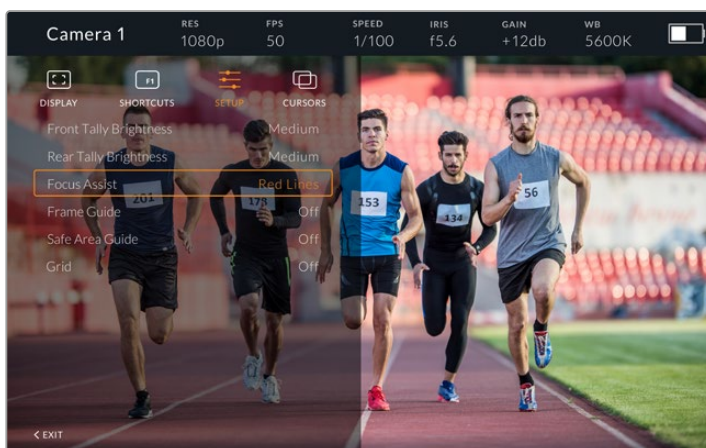 Camera 1
RES FPS SPEED IRIS GAIN WB
1080p 50 1/100 f5.6 +12db 5600K
F1
DISPLAY SHORTCUTS SETUP CURSORS
Front Tally Brightness Medium
Rear Tally Brightness Medium
Focus Assist Red Lines
Frame Guide Off
Safe Area Guide Off
Grid Off
201 178 153 134 56
< EXIT